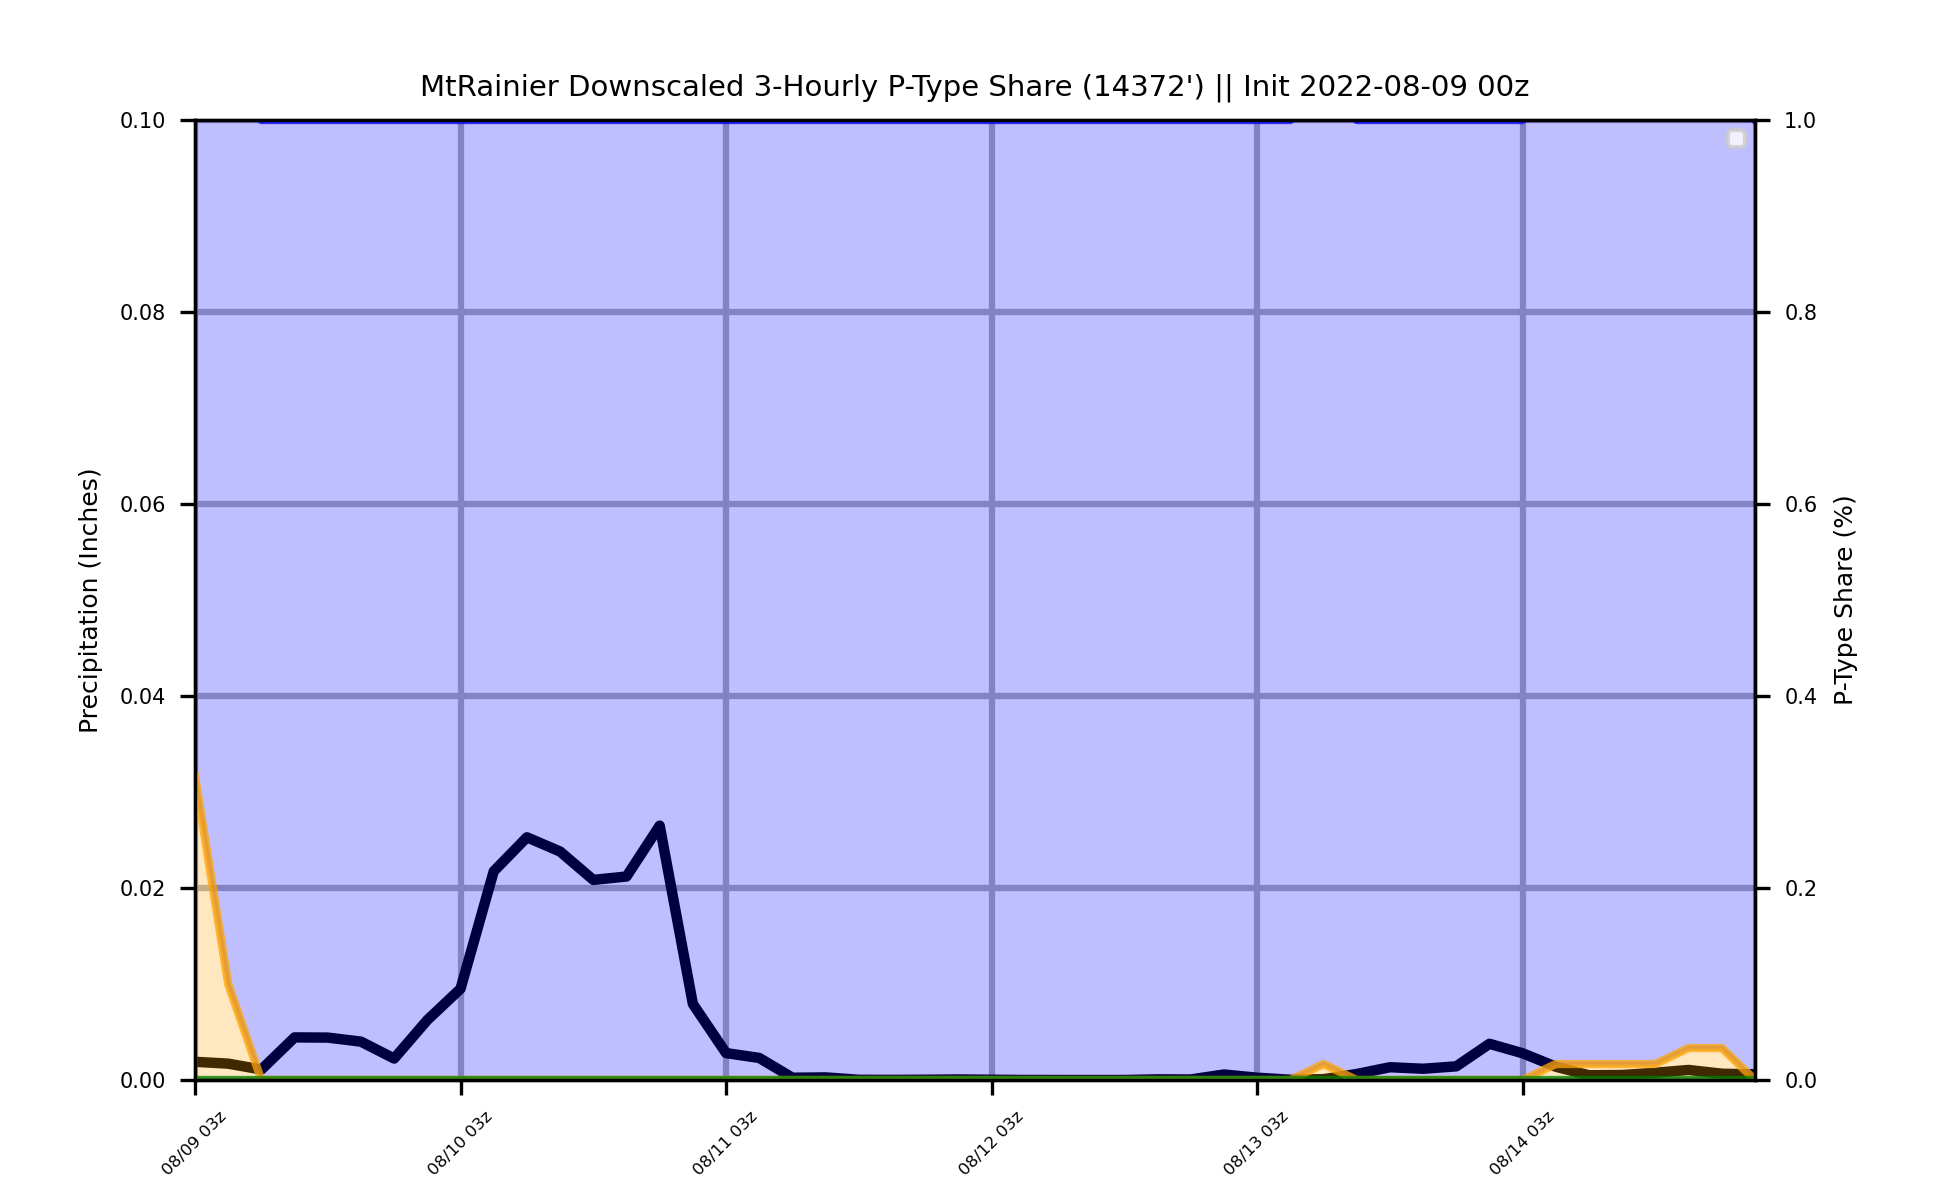 MtRainier Downscaled 3-Hourly P-Type Share (14372') || Init 2022-08-09 00z
0.10
0.08
0.06
0.04
0.02
0.00
Precipitation (Inches)
1.0
0.8
0.6
0.4
0.2
0.0
P-Type Share (%)
08/09 03z
08/10 03z
08/11 03z
08/12 03z
08/13 03z
08/14 03z